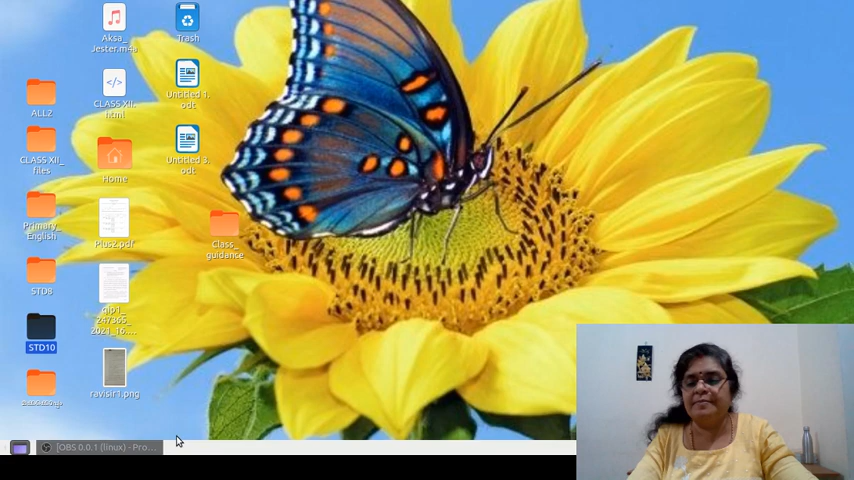 Aksa_
Jester.m4a
Trash
ALL2
CLASS XII.
html
Untitled 1.
odt
CLASS XII_
files
Home
Untitled 3.
odt
Primary_
English
Plus2.pdf
Class_
guidance
STD8
STD10
ravisir1.png
[OBS 0.0.1 (linux) - Pro...